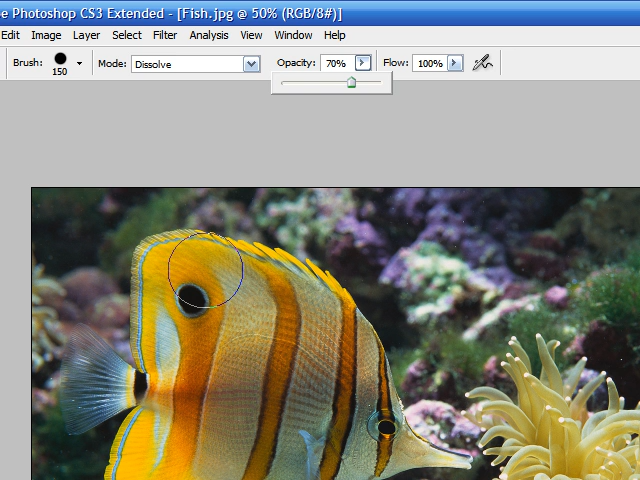 e Photoshop CS3 Extended - [Fish.jpg @ 50% (RGB/8#)]
Edit Image Layer Select Filter Analysis View Window Help
Brush: 150 Mode: Dissolve Opacity: 70% Flow: 100%